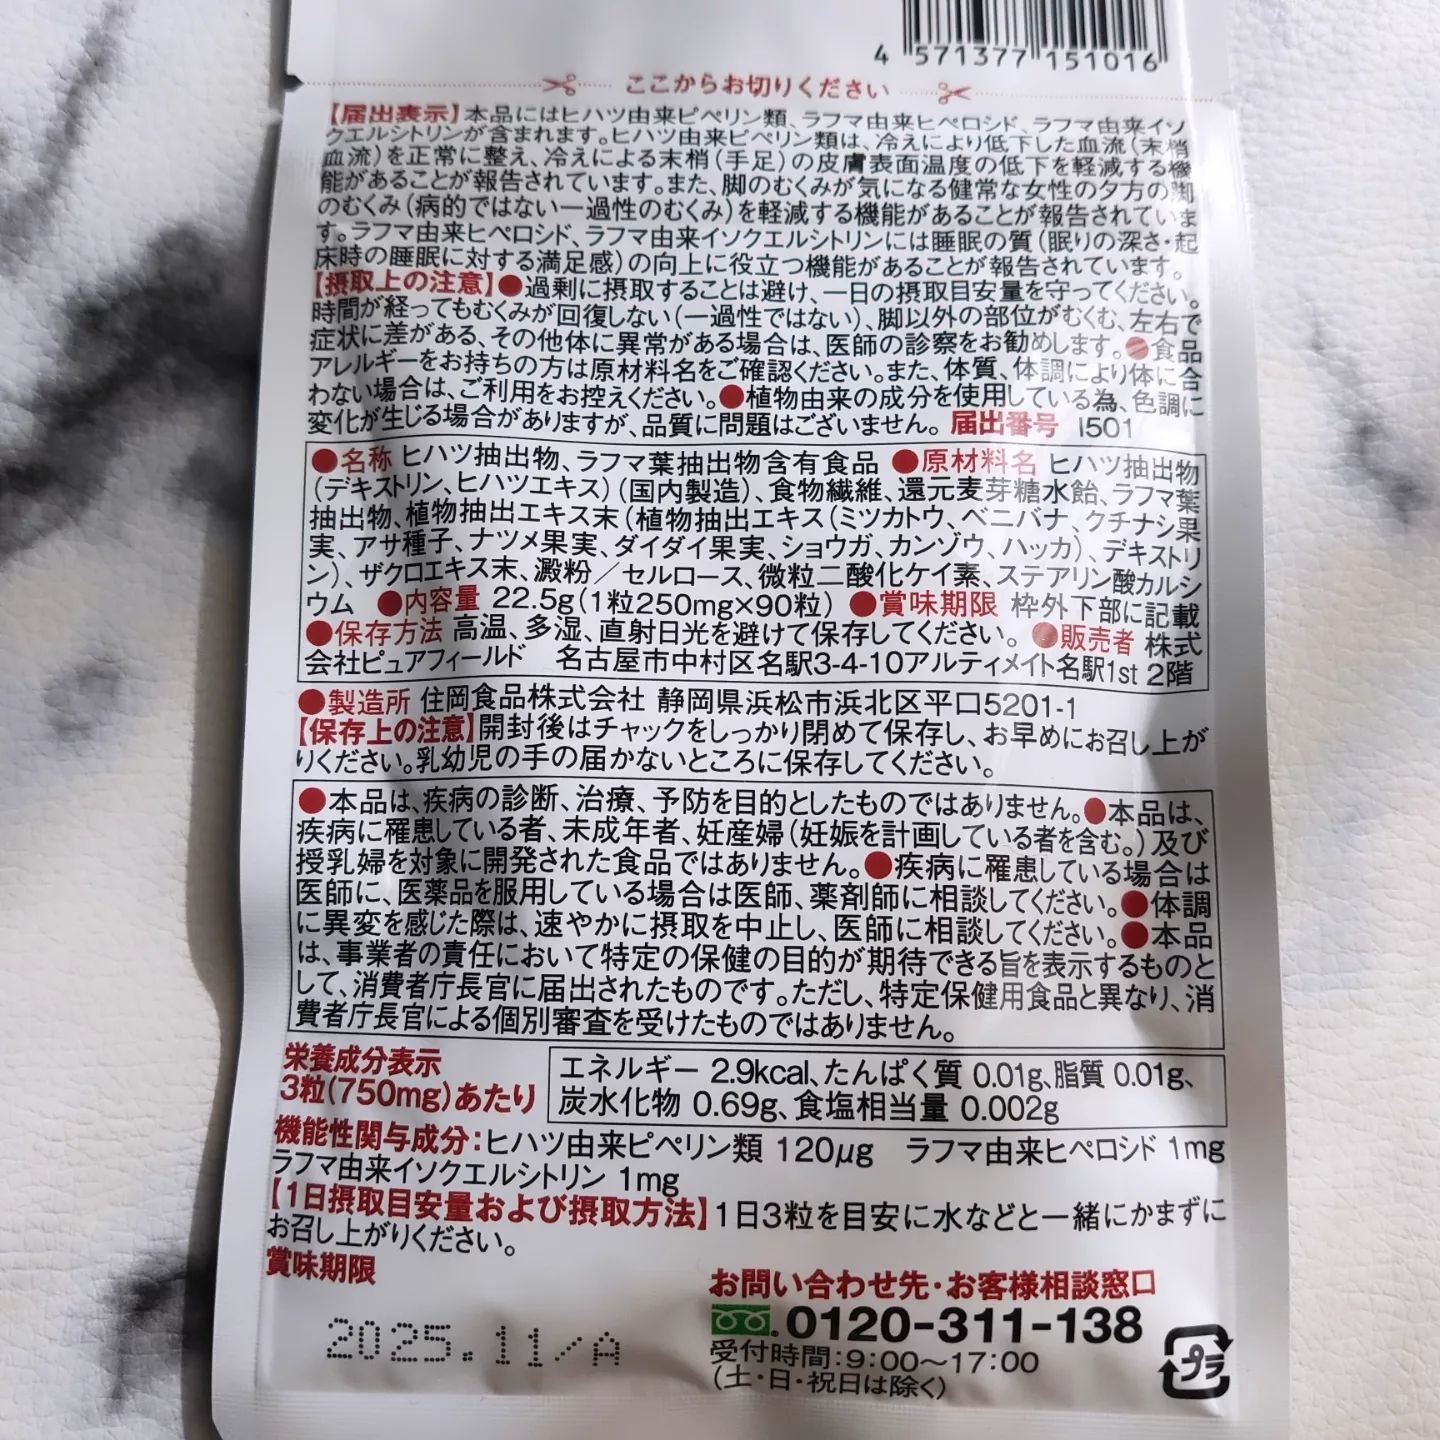 4 571377 151016
ここからお切りください
【届出表示】本品にはヒハツ由来ピペリン類、ラフマ由来ヒペロシド、ラフマ由来イソ
クエルシトリンが含まれます。ヒハツ由来ピペリン類は、冷えにより低下した血流(末梢
血流)を正常に整え、冷えによる末梢(手足)の皮膚表面温度の低下を軽減する機
能があることが報告されています。また、脚のむくみが気になる健常な女性の夕方の脚
のむくみ(病的ではない一過性のむくみ)を軽減する機能があることが報告されていま
す。ラフマ由来ヒペロシド、ラフマ由来イソクエルシトリンには睡眠の質(眠りの深さ・起
床時の睡眠に対する満足感)の向上に役立つ機能があることが報告されています。
【摂取上の注意】●過剰に摂取することは避け、一日の摂取目安量を守ってください。
時間が経ってもむくみが回復しない(一過性ではない)、脚以外の部位がむくむ、左右で
症状に差がある、その他体に異常がある場合は、医師の診察をお勧めします。●食品
アレルギーをお持ちの方は原材料名をご確認ください。また、体質、体調により体に合
わない場合は、ご利用をお控えください。●植物由来の成分を使用している為、色調に
変化が生じる場合がありますが、品質に問題はございません。届出番号 I501
●名称 ヒハツ抽出物、ラフマ葉抽出物含有食品 ●原材料名 ヒハツ抽出物
(デキストリン、ヒハツエキス)(国内製造)、食物繊維、還元麦芽糖水飴、ラフマ葉
抽出物、植物抽出エキス末(植物抽出エキス(ミツカトウ、ベニバナ、クチナシ果
実、アサ種子、ナツメ果実、ダイダイ果実、ショウガ、カンゾウ、ハッカ)、デキストリ
ン)、ザクロエキス末、澱粉/セルロース、微粒二酸化ケイ素、ステアリン酸カルシ
ウム ●内容量 22.5g(1粒250mg×90粒) ●賞味期限 枠外下部に記載
●保存方法 高温、多湿、直射日光を避けて保存してください。●販売者 株式
会社ピュアフィールド 名古屋市中村区名駅3-4-10アルティメイト名駅1st 2階
●製造所 住岡食品株式会社 静岡県浜松市浜北区平口5201-1
【保存上の注意】開封後はチャックをしっかり閉めて保存し、お早めにお召し上が
りください。乳幼児の手の届かないところに保存してください。
●本品は、疾病の診断、治療、予防を目的としたものではありません。●本品は、
疾病に罹患している者、未成年者、妊産婦(妊娠を計画している者を含む。)及び
授乳婦を対象に開発された食品ではありません。●疾病に罹患している場合は
医師に、医薬品を服用している場合は医師、薬剤師に相談してください。●体調
に異変を感じた際は、速やかに摂取を中止し、医師に相談してください。●本品
は、事業者の責任において特定の保健の目的が期待できる旨を表示するものと
して、消費者庁長官に届出されたものです。ただし、特定保健用食品と異なり、消
費者庁長官による個別審査を受けたものではありません。
栄養成分表示
3粒(750mg)あたり
エネルギー 2.9kcal、たんぱく質 0.01g、脂質 0.01g、
炭水化物 0.69g、食塩相当量 0.002g
機能性関与成分:ヒハツ由来ピペリン類 120μg ラフマ由来ヒペロシド 1mg
ラフマ由来イソクエルシトリン 1mg
【1日摂取目安量および摂取方法】1日3粒を目安に水などと一緒にかまずに
お召し上がりください。
賞味期限
2025.11/A
お問い合わせ先・お客様相談窓口
0120-311-138
受付時間:9:00〜17:00
(土・日・祝日は除く)
プラ